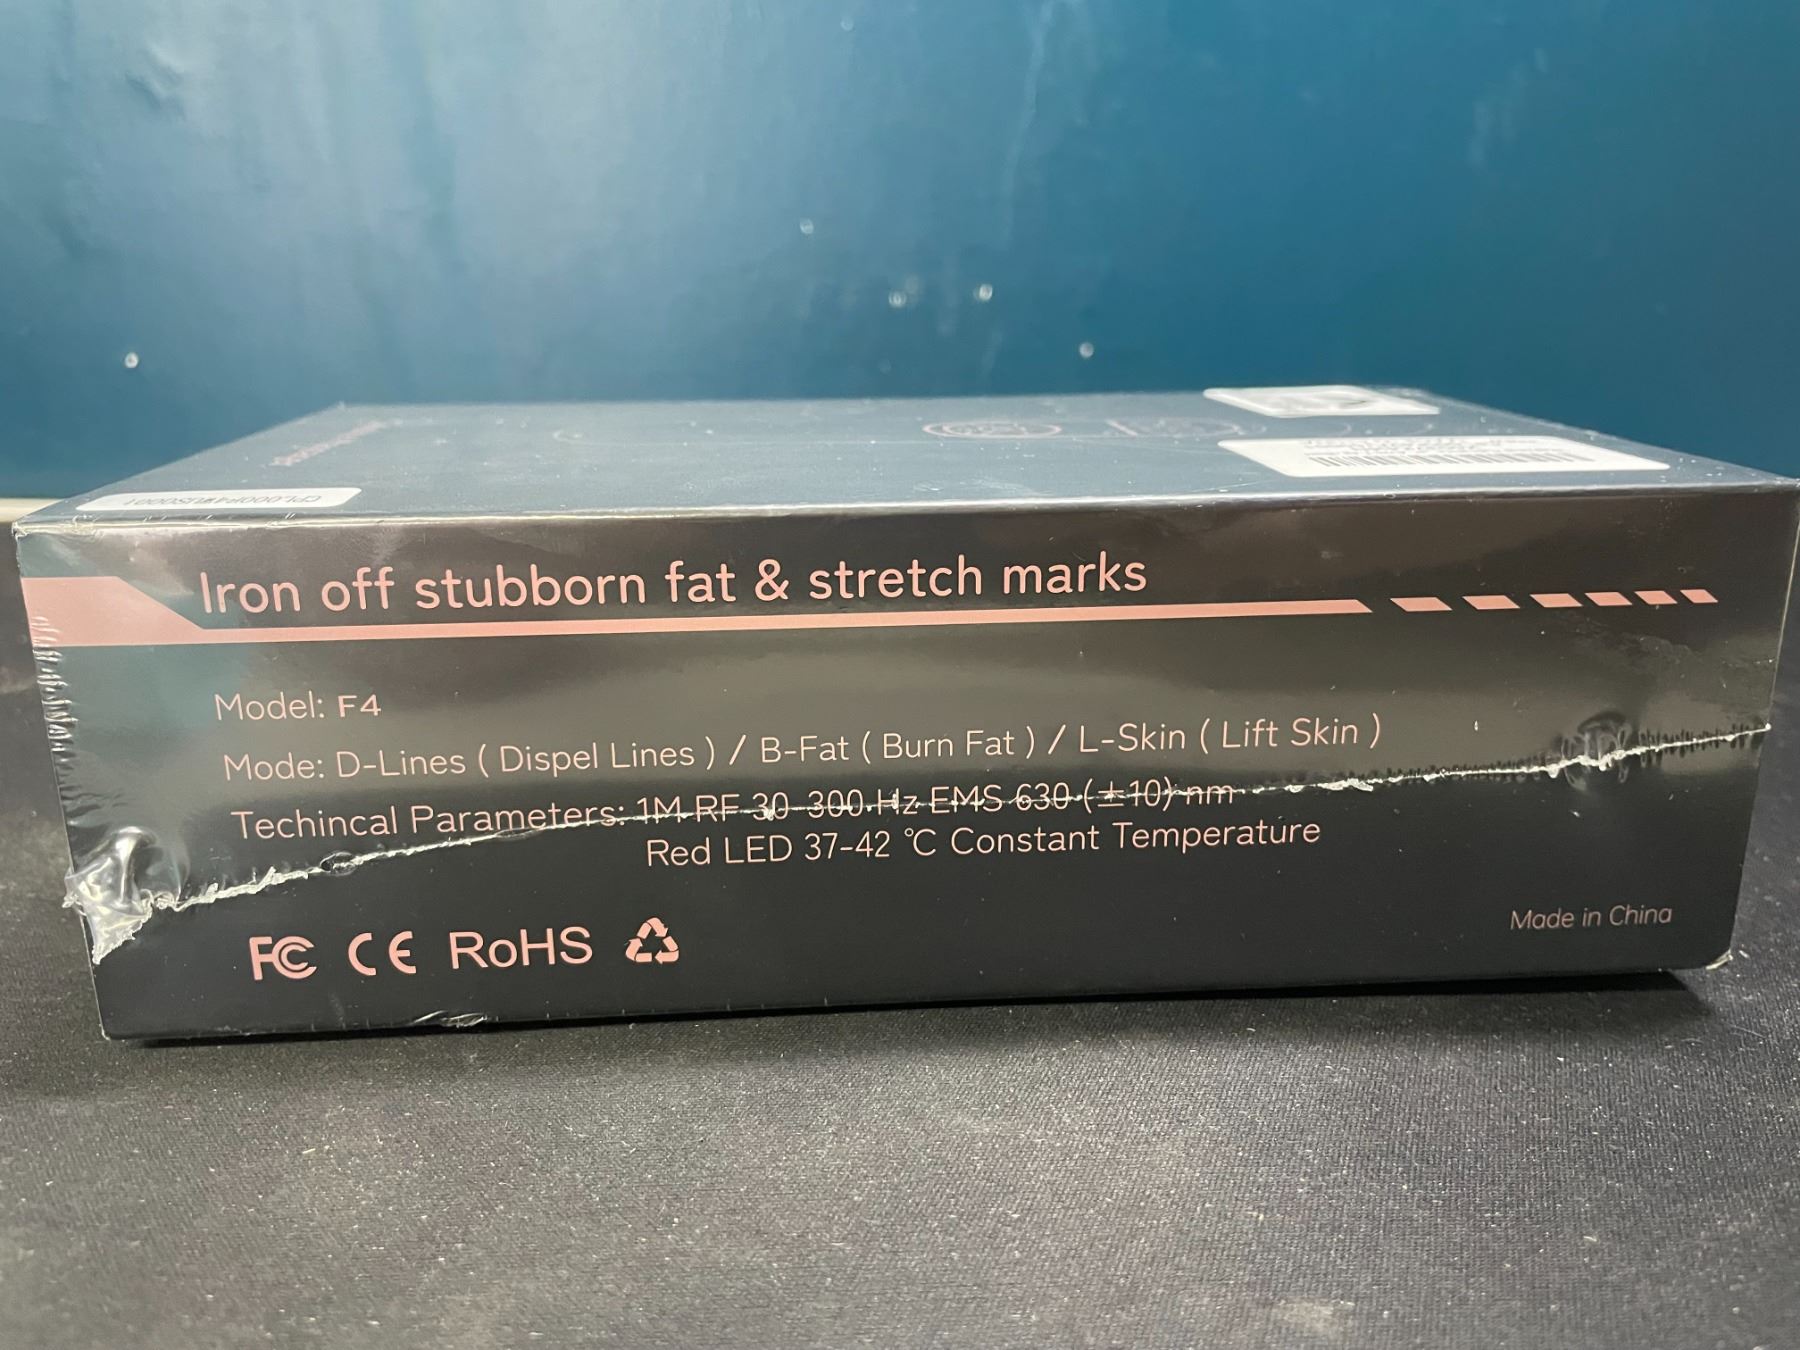 Iron off stubborn fat & stretch marks
Model: F4
Mode: D-Lines ( Dispel Lines ) / B-Fat ( Burn Fat ) / L-Skin ( Lift Skin )
Techincal Parameters: 1M RF 30-300 Hz EMS 630 (±10) nm
Red LED 37-42 °C Constant Temperature
FC CE RoHS
Made in China